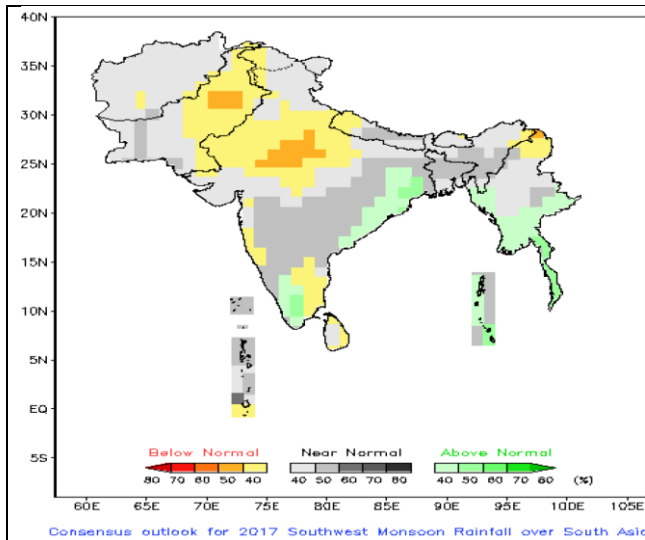 40N
35N
30N
25N
20N
15N
10N
5N
EQ
5S
Below Normal Near Normal Above Normal
80 70 60 50 40 40 50 60 70 80 40 50 60 70 80 (%)
60E 65E 70E 75E 80E 85E 90E 95E 100E 105E
Consensus outlook for 2017 Southwest Monsoon Rainfall over South Asia